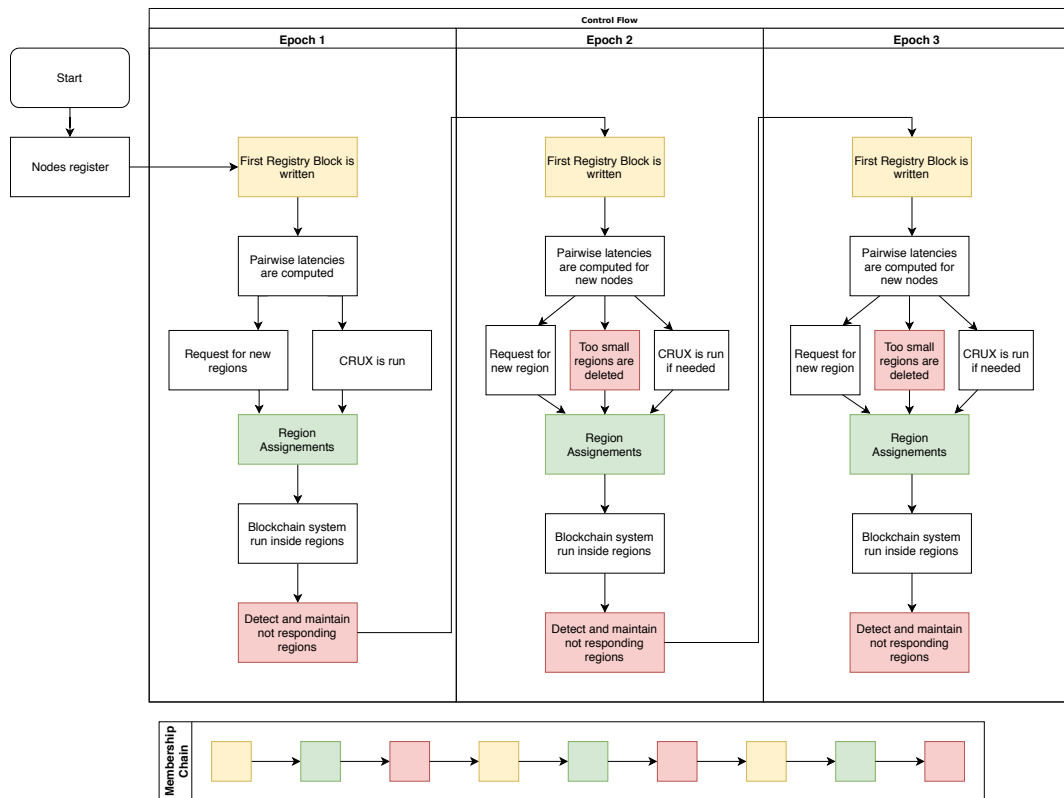 Control Flow
Epoch 1
Epoch 2
Epoch 3
Start
Nodes register
First Registry Block is
written
Pairwise latencies
are computed
Request for new
regions
CRUX is run
Region
Assignements
Blockchain system
run inside regions
Detect and maintain
not responding
regions
First Registry Block is
written
Pairwise latencies
are computed for
new nodes
Request for
new region
Too small
regions are
deleted
CRUX is run
if needed
Region
Assignements
Blockchain system
run inside regions
Detect and maintain
not responding
regions
First Registry Block is
written
Pairwise latencies
are computed for
new nodes
Request for
new region
Too small
regions are
deleted
CRUX is run
if needed
Region
Assignements
Blockchain system
run inside regions
Detect and maintain
not responding
regions
Membership
Chain